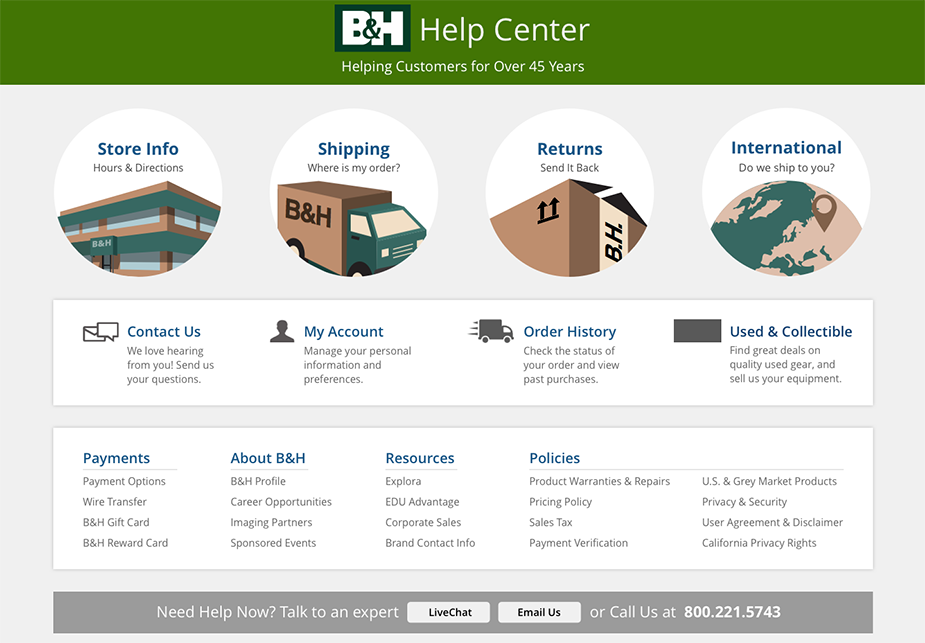 B&H Help Center
Helping Customers for Over 45 Years
Store Info
Hours & Directions
B&H
Shipping
Where is my order?
B&H
Returns
Send It Back
B.H.
International
Do we ship to you?
Contact Us
We love hearing
from you! Send us
your questions.
My Account
Manage your personal
information and
preferences.
Order History
Check the status of
your order and view
past purchases.
Used & Collectible
Find great deals on
quality used gear, and
sell us your equipment.
Payments
Payment Options
Wire Transfer
B&H Gift Card
B&H Reward Card
About B&H
B&H Profile
Career Opportunities
Imaging Partners
Sponsored Events
Resources
Explora
EDU Advantage
Corporate Sales
Brand Contact Info
Policies
Product Warranties & Repairs
Pricing Policy
Sales Tax
Payment Verification
U.S. & Grey Market Products
Privacy & Security
User Agreement & Disclaimer
California Privacy Rights
Need Help Now? Talk to an expert LiveChat Email Us or Call Us at 800.221.5743